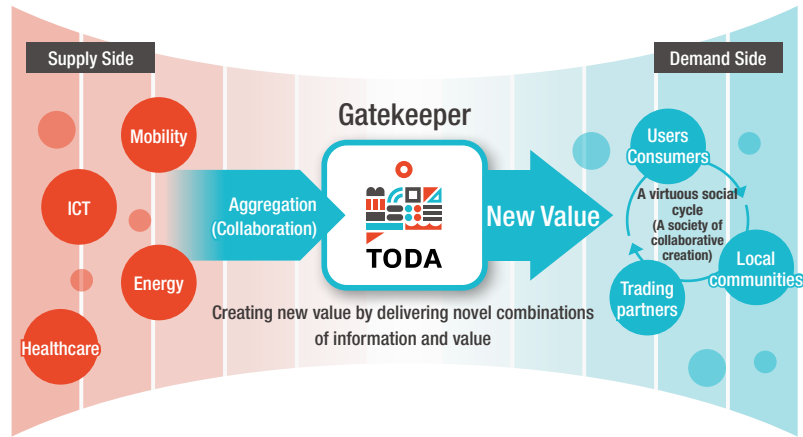 Supply Side
Demand Side
Gatekeeper
Mobility
ICT
Energy
Healthcare
Aggregation
(Collaboration)
TODA
New Value
Creating new value by delivering novel combinations
of information and value
Users
Consumers
A virtuous social
cycle
(A society of
collaborative
creation)
Local
communities
Trading
partners